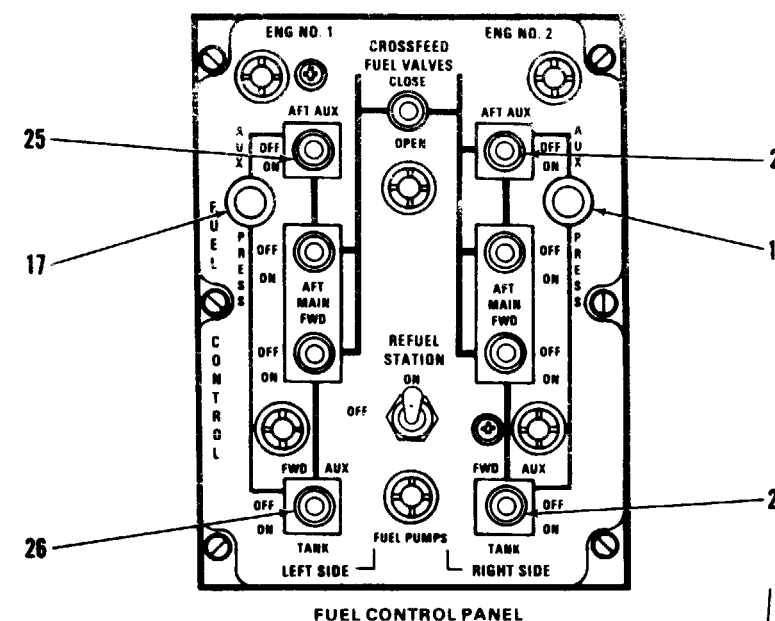 ENG NO. 1
ENG NO. 2
CROSSFEED
FUEL VALVES
CLOSE
OPEN
AFT AUX
OFF
ON
AFT AUX
OFF
ON
25
2
AUX PRESS
AUX PRESS
17
1
FUEL CONTROL
OFF
ON
AFT
MAIN
FWD
OFF
ON
OFF
ON
AFT
MAIN
FWD
OFF
ON
REFUEL
STATION
ON
OFF
FWD AUX
OFF
ON
TANK
FWD AUX
OFF
ON
TANK
26
2
FUEL PUMPS
LEFT SIDE
RIGHT SIDE
FUEL CONTROL PANEL